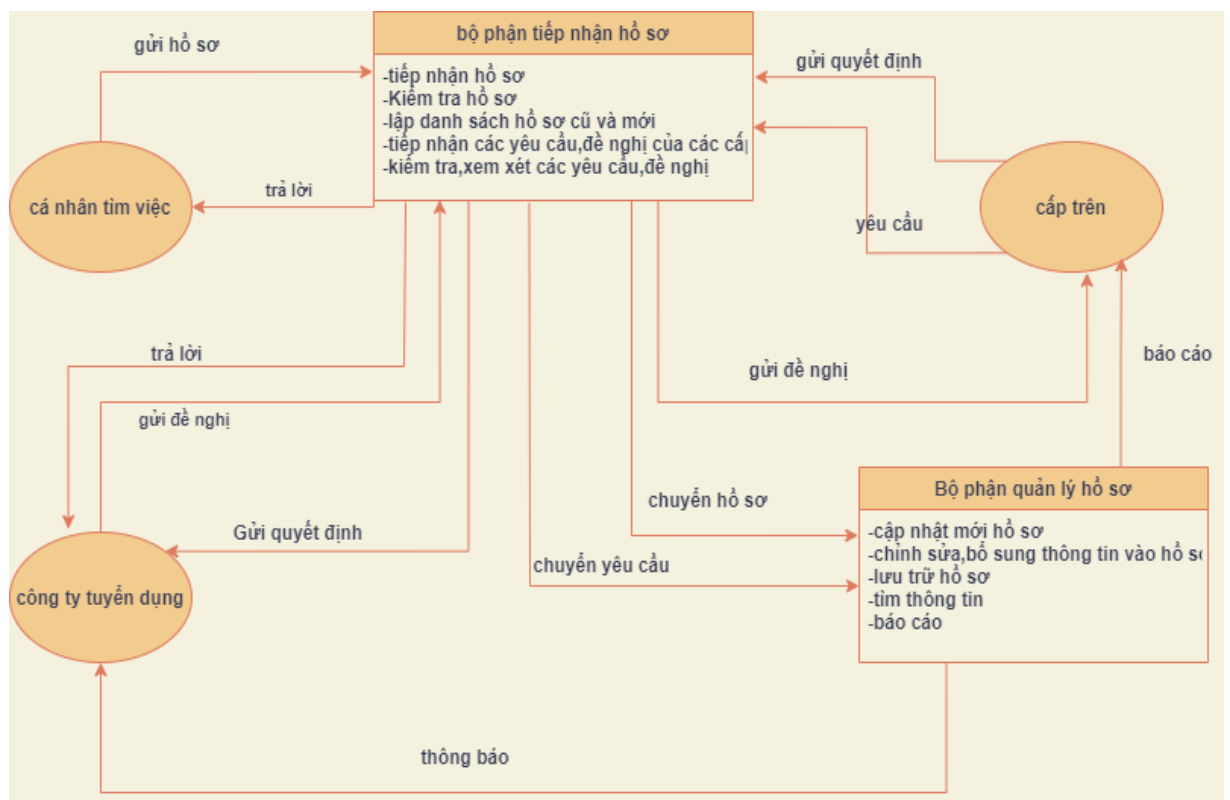 gửi hồ sơ
bộ phận tiếp nhận hồ sơ
-tiếp nhận hồ sơ
-Kiểm tra hồ sơ
-lập danh sách hồ sơ cũ và mới
-tiếp nhận các yêu cầu,đề nghị của các
-kiểm tra,xem xét các yêu cầu,đề nghị
gửi quyết định
cá nhân tìm việc
trả lời
cấp trên
yêu cầu
trả lời
gửi đề nghị
gửi đề nghị
báo cáo
chuyển hồ sơ
Gửi quyết định
chuyển yêu cầu
Bộ phận quản lý hồ sơ
-cập nhật mới hồ sơ
-chỉnh sửa,bổ sung thông tin vào hồ
-lưu trữ hồ sơ
-tìm thông tin
-báo cáo
công ty tuyển dụng
thông báo